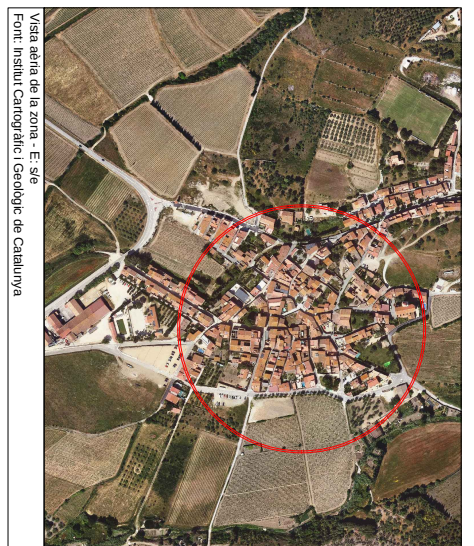 Vista aèria de la zona - E: s/e
Font: Institut Cartogràfic i Geològic de Catalunya